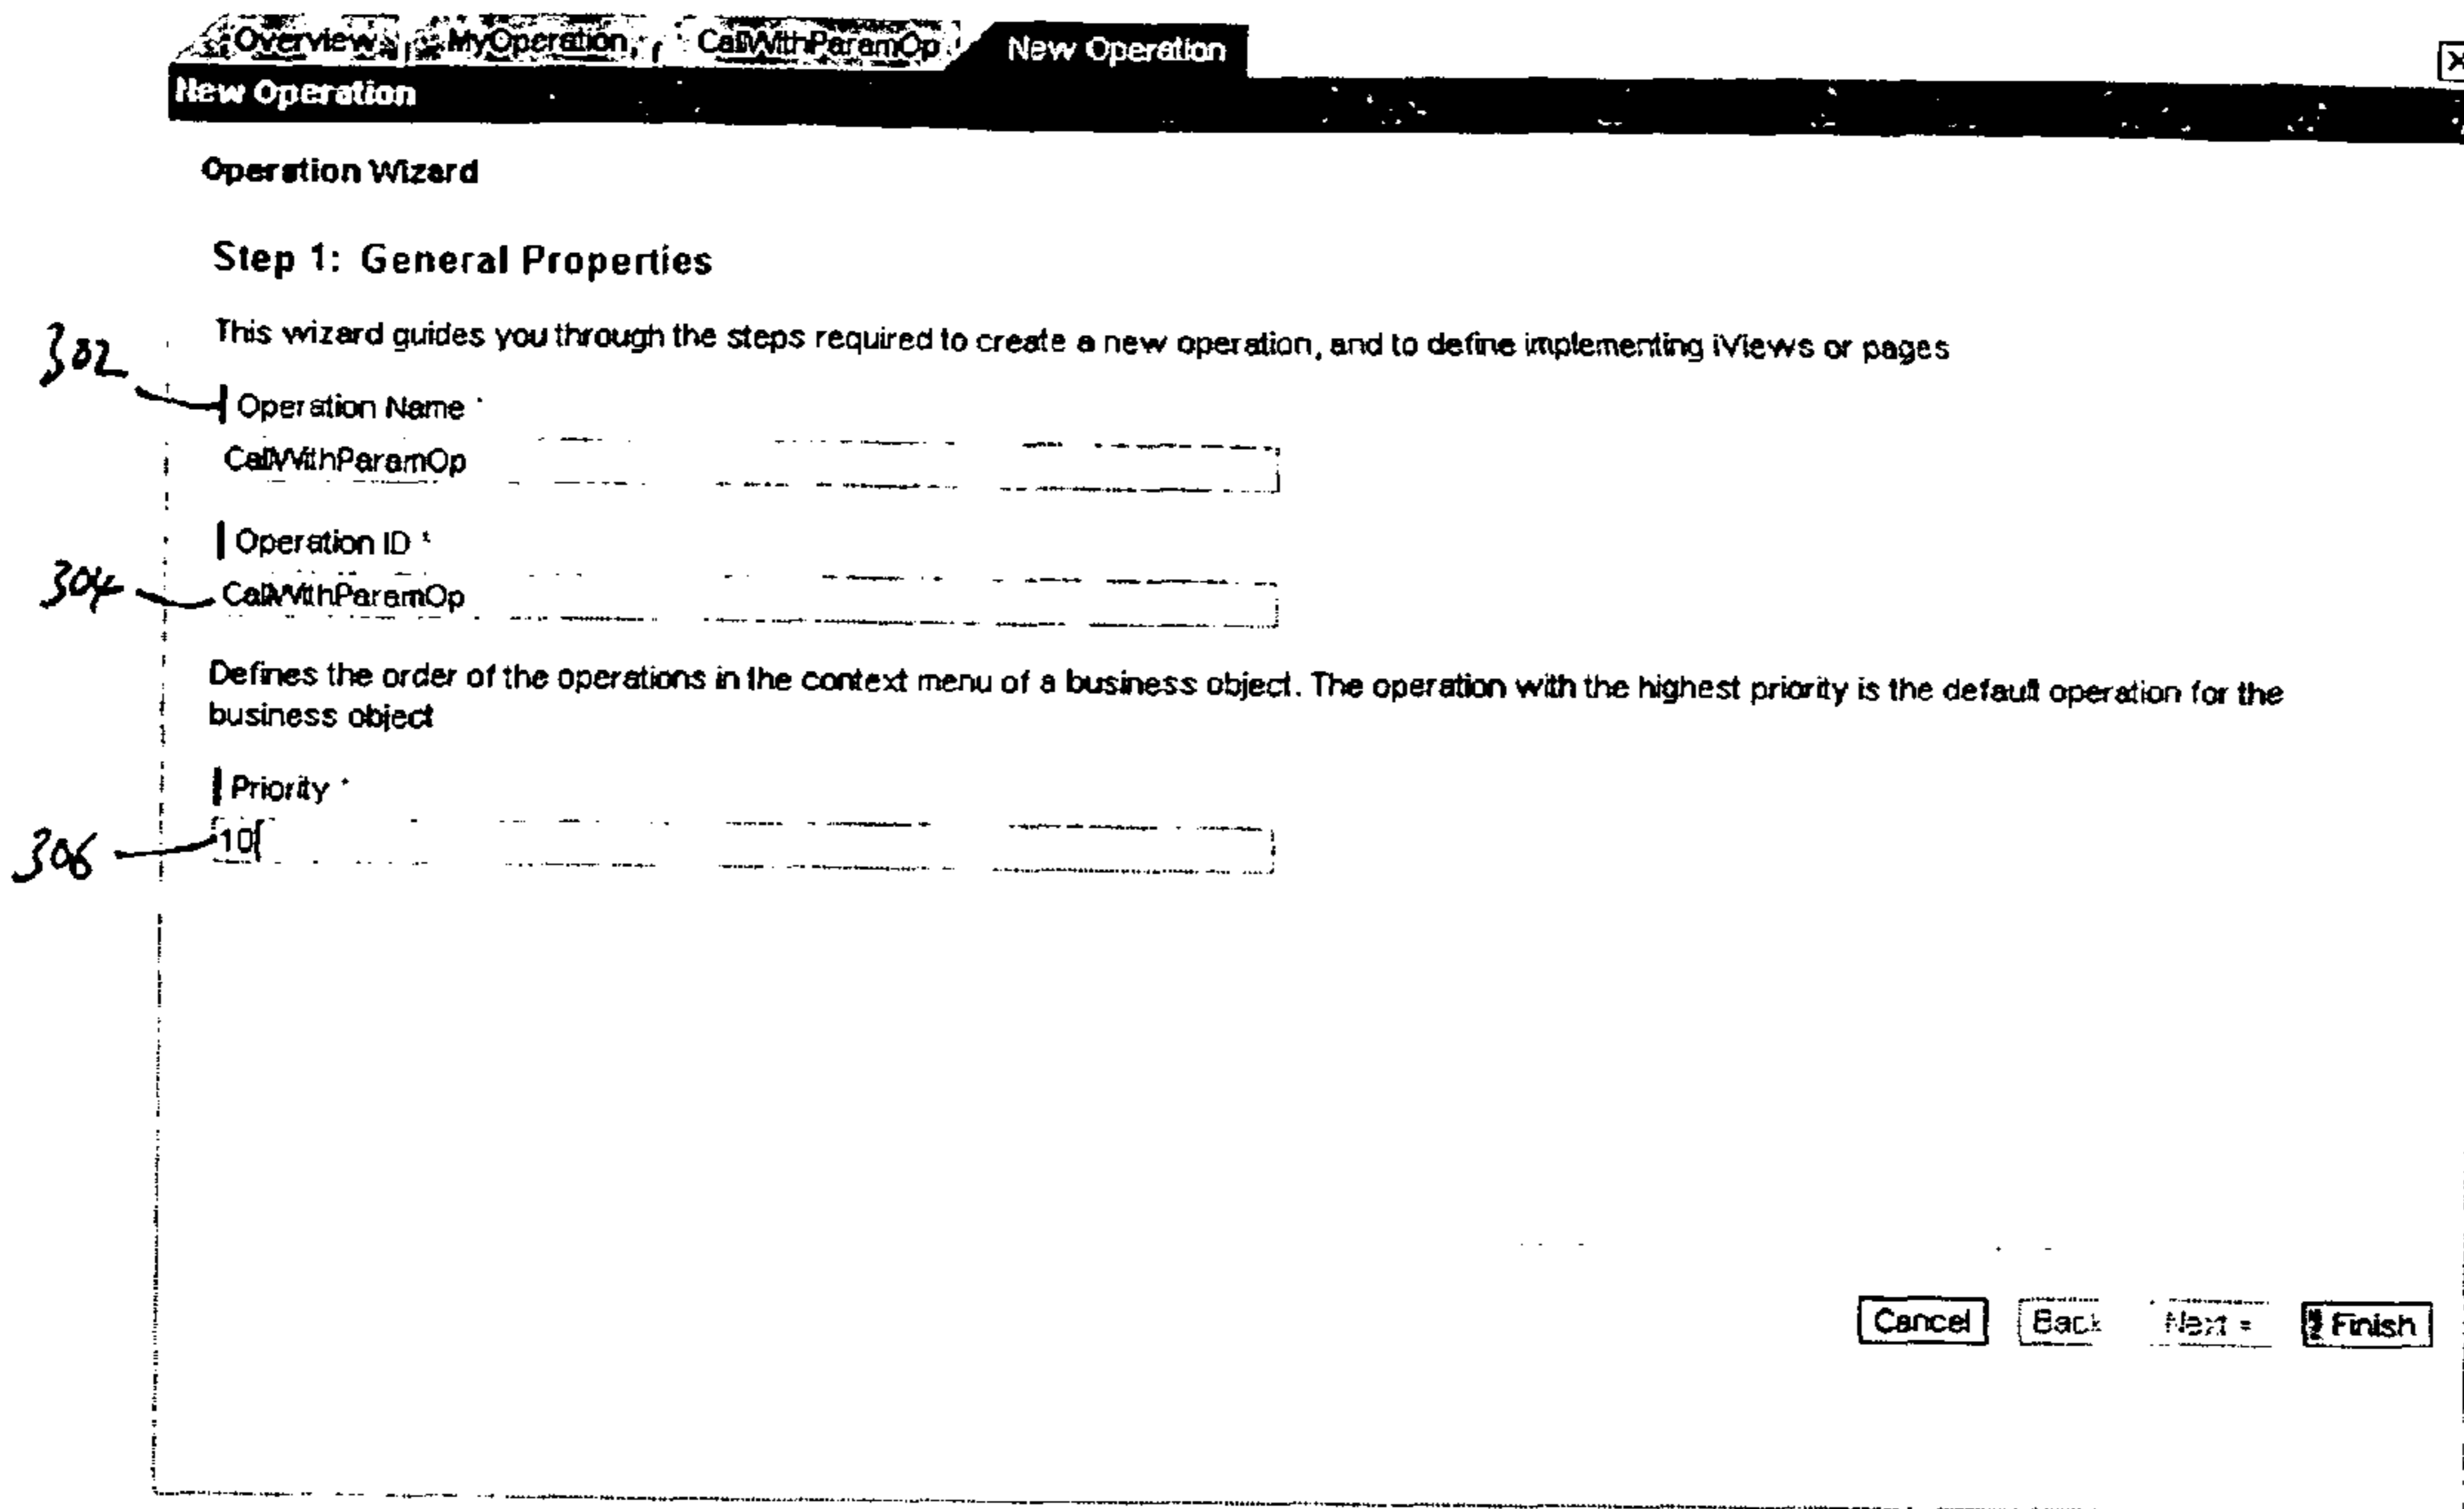 Overview MyOperation CallWithParamOp New Operation
New Operation
Operation Wizard
Step 1: General Properties
This wizard guides you through the steps required to create a new operation, and to define implementing iViews or pages
302
Operation Name *
CallWithParamOp
Operation ID *
304 CallWithParamOp
Defines the order of the operations in the context menu of a business object. The operation with the highest priority is the default operation for the
business object
Priority *
306 10
Cancel Back Next Finish